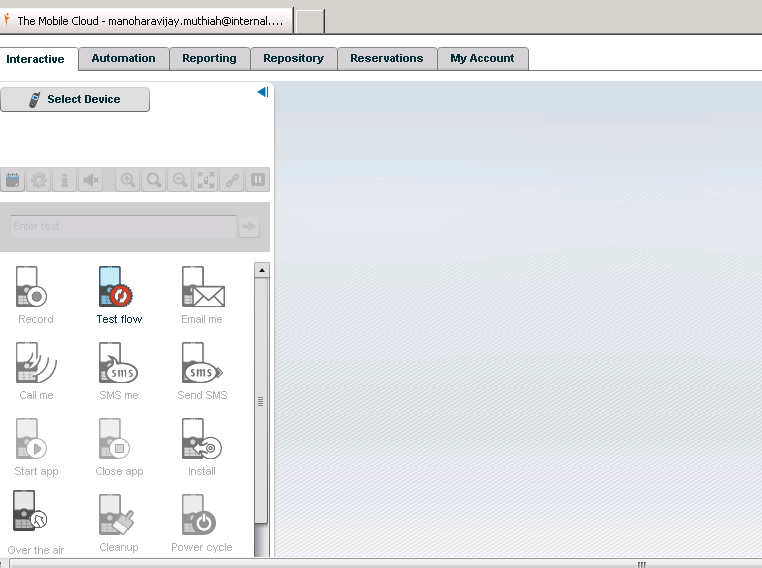 The Mobile Cloud - manoharavijay.muthiah@internal....
Interactive Automation Reporting Repository Reservations My Account
Select Device
Enter text
Record Test flow Email me
sms sms
Call me SMS me Send SMS
Start app Close app Install
Over the air Cleanup Power cycle